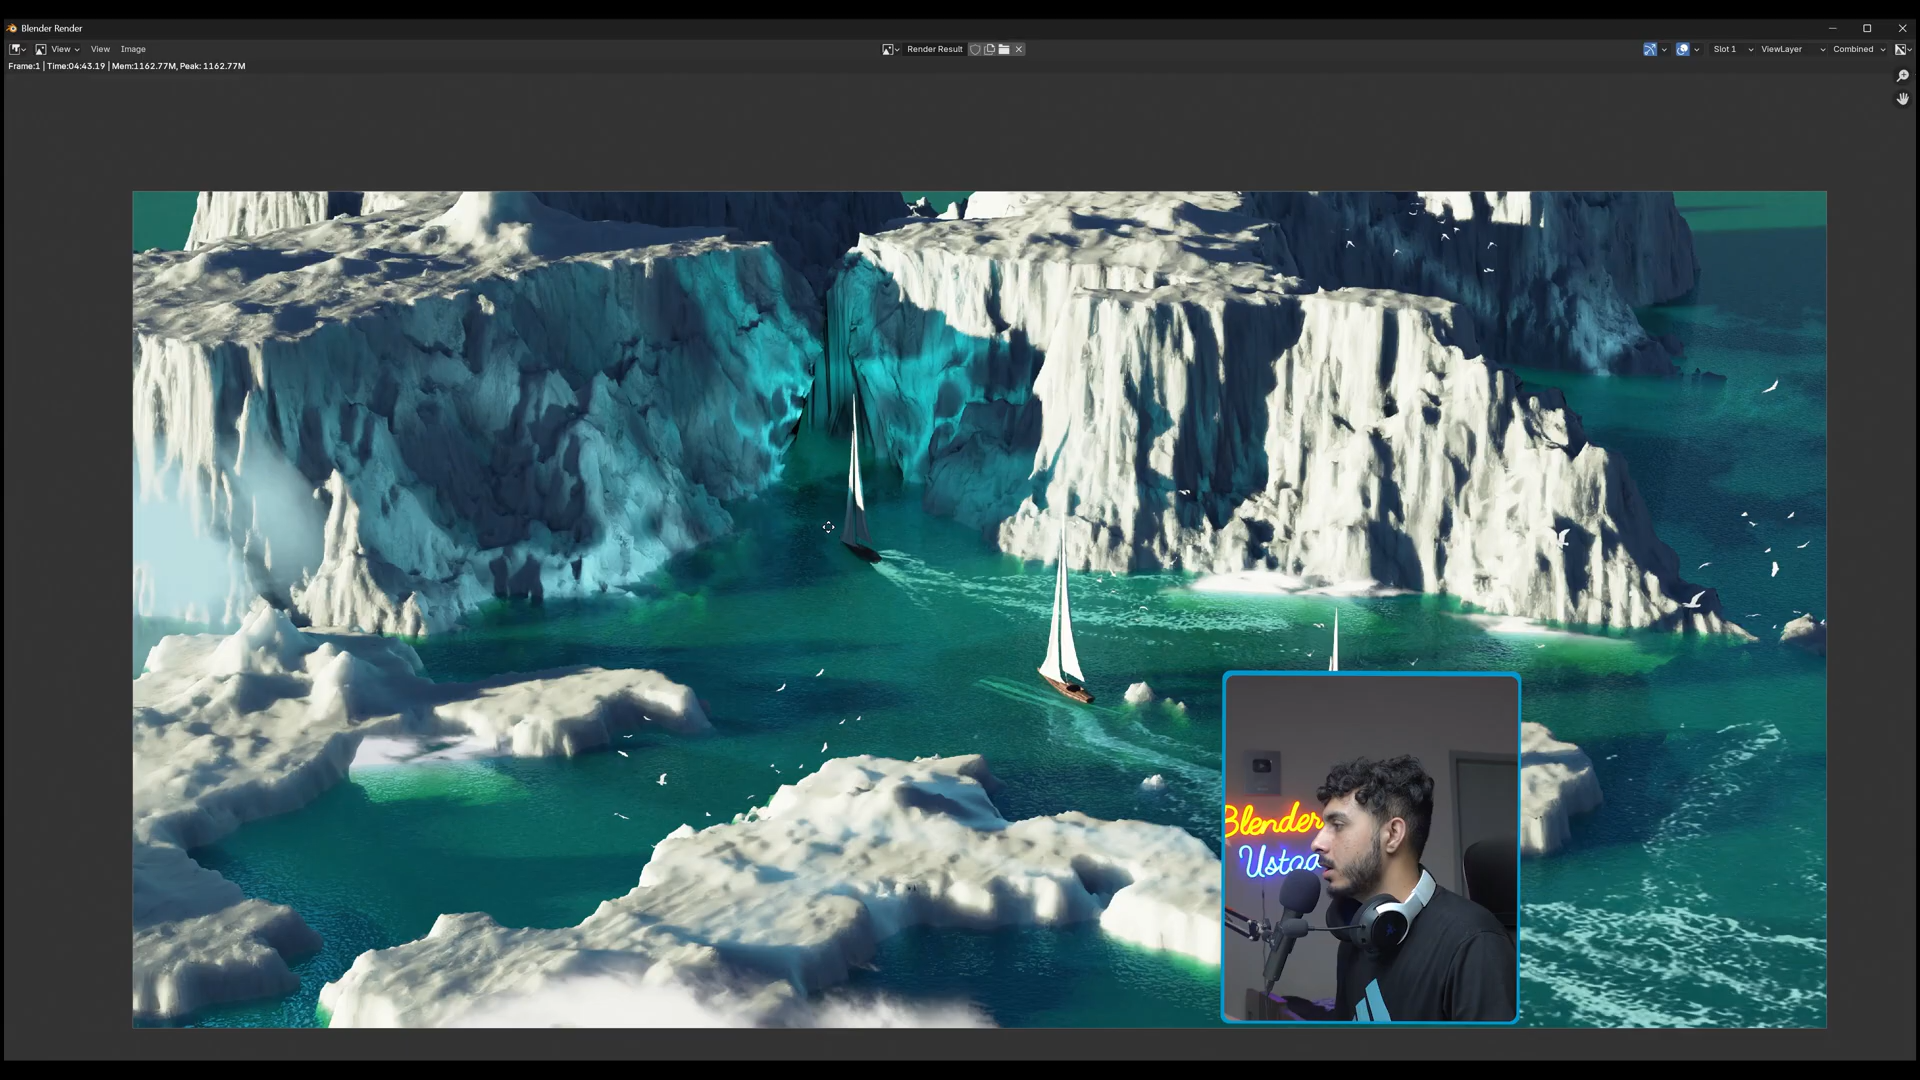 Blender Render
View
View
Image
Render Result
Slot 1
ViewLayer
Combined
Frame:1 | Time:04:43.19 | Mem:1162.77M, Peak: 1162.77M
Blender
Ustaa